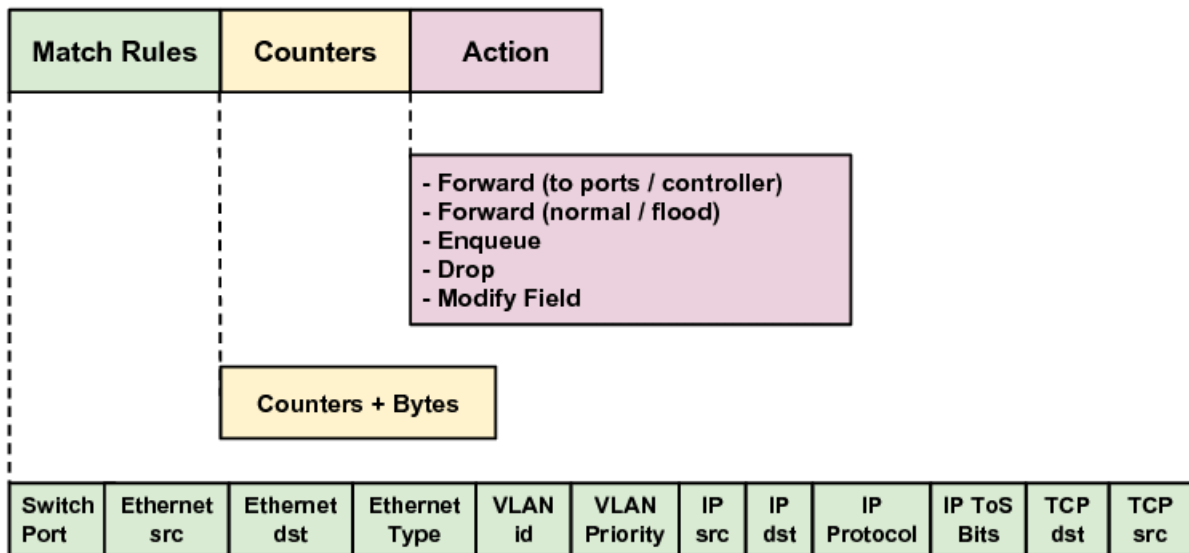 Match Rules Counters Action
- Forward (to ports / controller)
- Forward (normal / flood)
- Enqueue
- Drop
- Modify Field
Counters + Bytes
Switch Port
Ethernet src
Ethernet dst
Ethernet Type
VLAN id
VLAN Priority
IP src
IP dst
IP Protocol
IP ToS Bits
TCP dst
TCP src